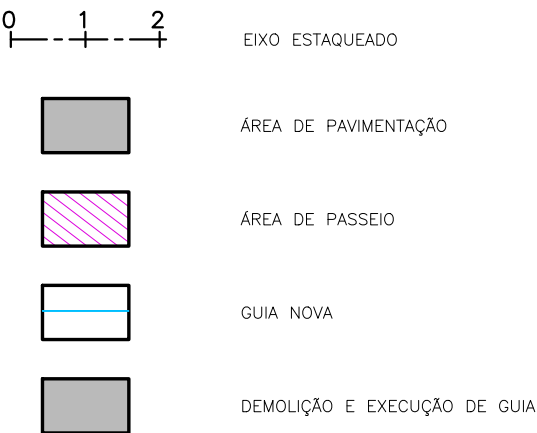 0 1 2
EIXO ESTAQUEADO
ÁREA DE PAVIMENTAÇÃO
ÁREA DE PASSEIO
GUIA NOVA
DEMOLIÇÃO E EXECUÇÃO DE GUIA